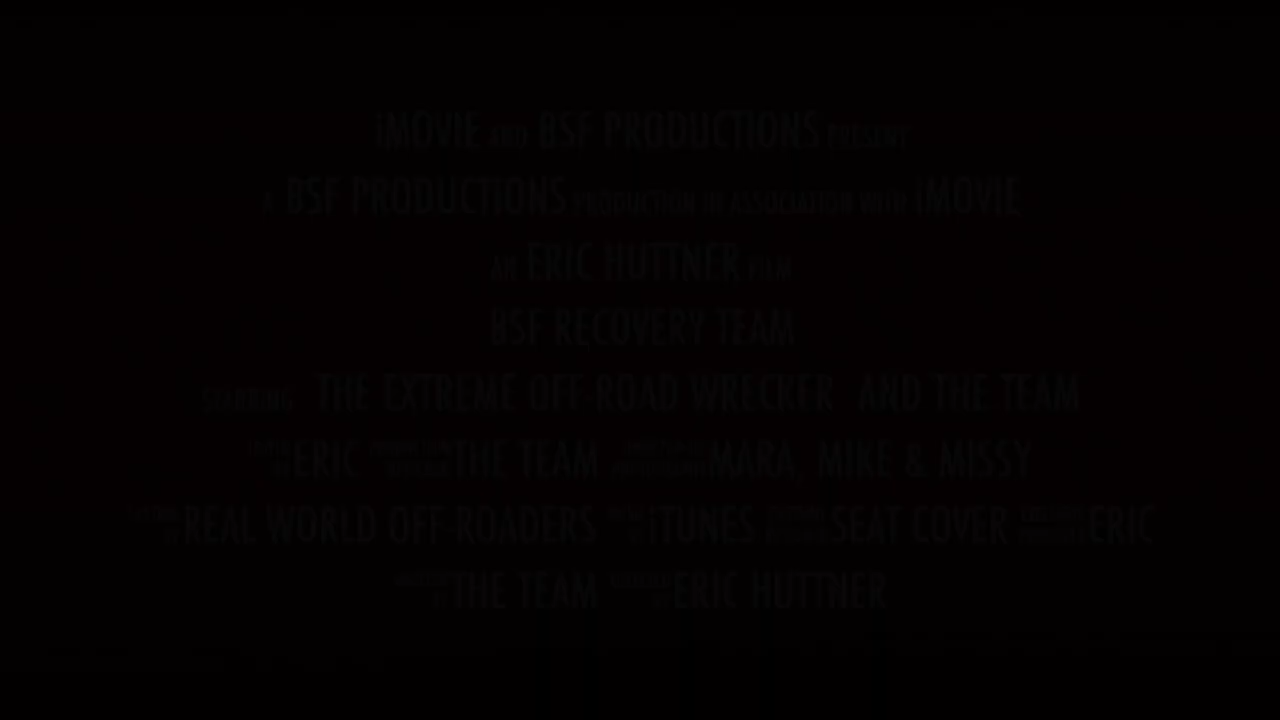 iMOVIE AND BSF PRODUCTIONS PRESENT
A BSF PRODUCTIONS PRODUCTION IN ASSOCIATION WITH iMOVIE
AN ERIC HUTTNER FILM
BSF RECOVERY TEAM
STARRING THE EXTREME OFF-ROAD WRECKER AND THE TEAM
ERIC THE TEAM MARA, MIKE & MISSY
REAL WORLD OFF-ROADERS iTUNES SEAT COVER ERIC
THE TEAM ERIC HUTTNER